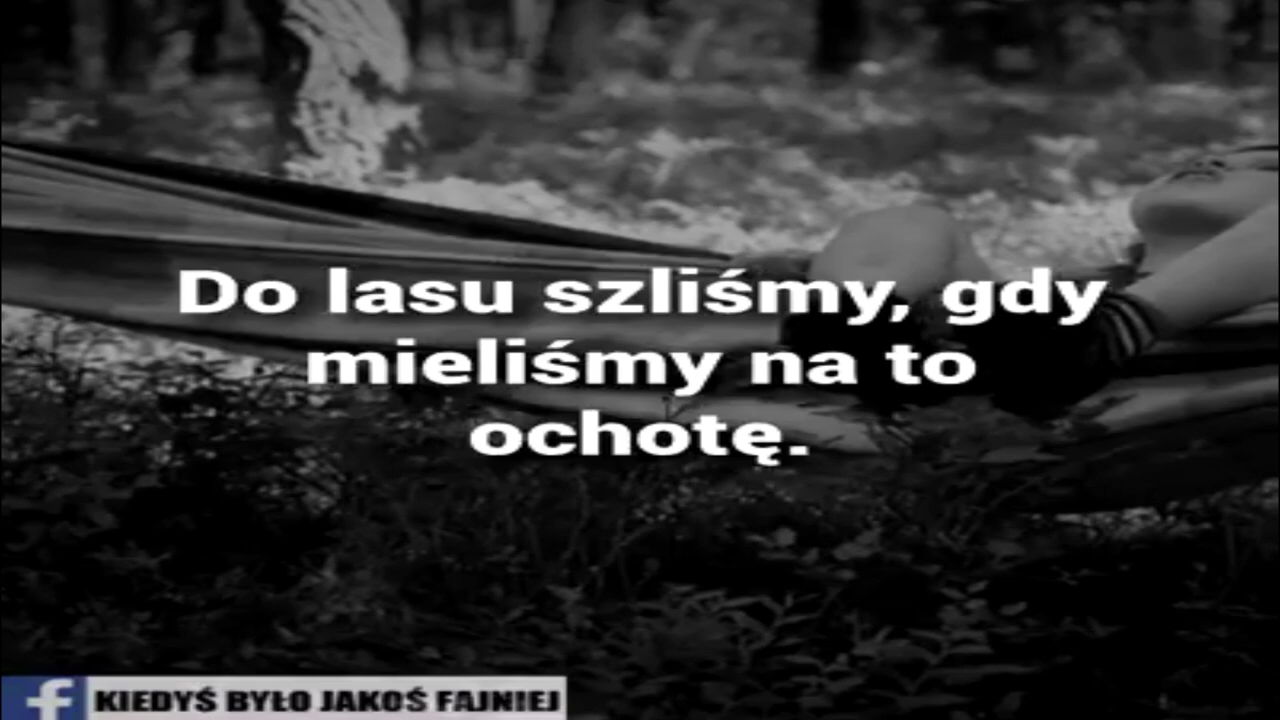 Do lasu szliśmy, gdy
mieliśmy na to
ochotę.
f KIEDYŚ BYŁO JAKOŚ FAJNIEJ